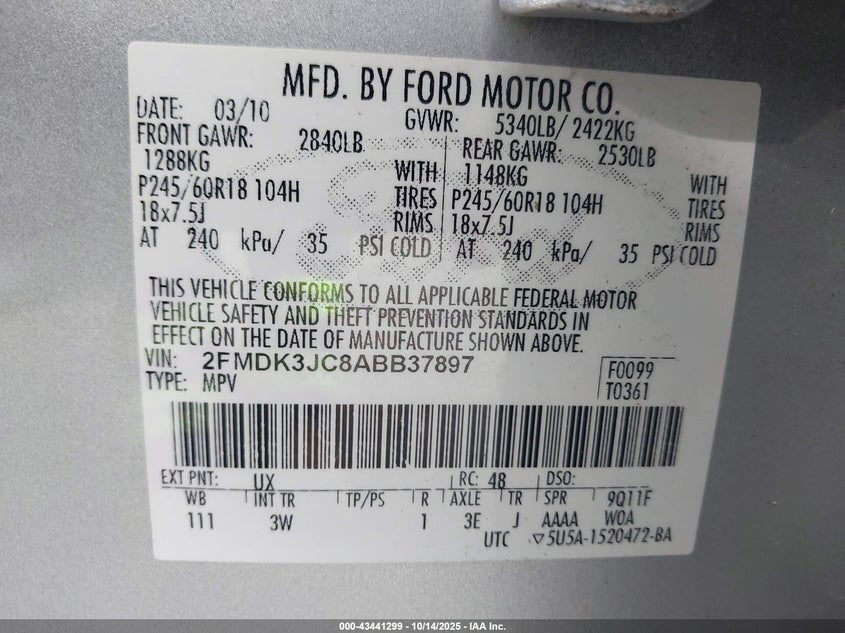 MFD. BY FORD MOTOR CO.
DATE: 03/10 GVWR: 5340LB/ 2422KG
FRONT GAWR: 2840LB REAR GAWR: 2530LB
1288KG WITH 1148KG WITH
P245/60R18 104H TIRES P245/60R18 104H TIRES
18x7.5J RIMS 18x7.5J RIMS
AT 240 kPa/ 35 PSI COLD AT 240 kPa/ 35 PSI COLD
THIS VEHICLE CONFORMS TO ALL APPLICABLE FEDERAL MOTOR
VEHICLE SAFETY AND THEFT PREVENTION STANDARDS IN
EFFECT ON THE DATE OF MANUFACTURE SHOWN ABOVE.
VIN: 2FMDK3JC8ABB37897 F0099
TYPE: MPV T0361
EXT PNT: UX RC: 48 DSO:
WB INT TR TP/PS R AXLE TR SPR 9Q11F
111 3W 1 3E J AAAA WOA
UTC ▽5U5A-1520472-BA
000-43441299 | 10/14/2025 - IAA Inc.